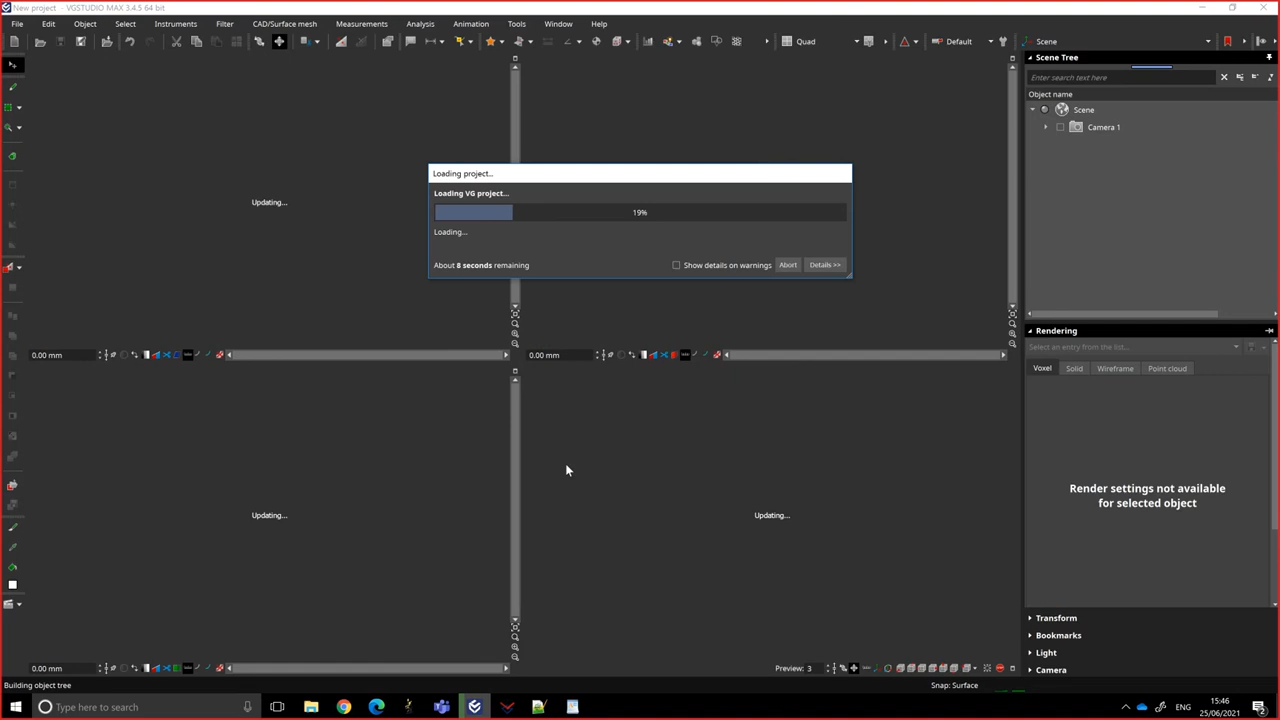 New project* - VGSTUDIO MAX 3.4.5 64 bit
File Edit Object Select Instruments Filter CAD/Surface mesh Measurements Analysis Animation Tools Window Help
Quad Default Scene
Scene Tree
Enter search text here
Object name
Scene
Camera 1
Updating...
Loading project...
Loading VG project...
19%
Loading...
About 8 seconds remaining Show details on warnings Abort Details >>
0.00 mm 0.00 mm
Rendering
Select an entry from the list...
Voxel Solid Wireframe Point cloud
Render settings not available
for selected object
Updating... Updating...
Transform
Bookmarks
Light
Camera
0.00 mm Preview: 3
Building object tree Snap: Surface
Type here to search ENG 15:46
25/06/2021 2